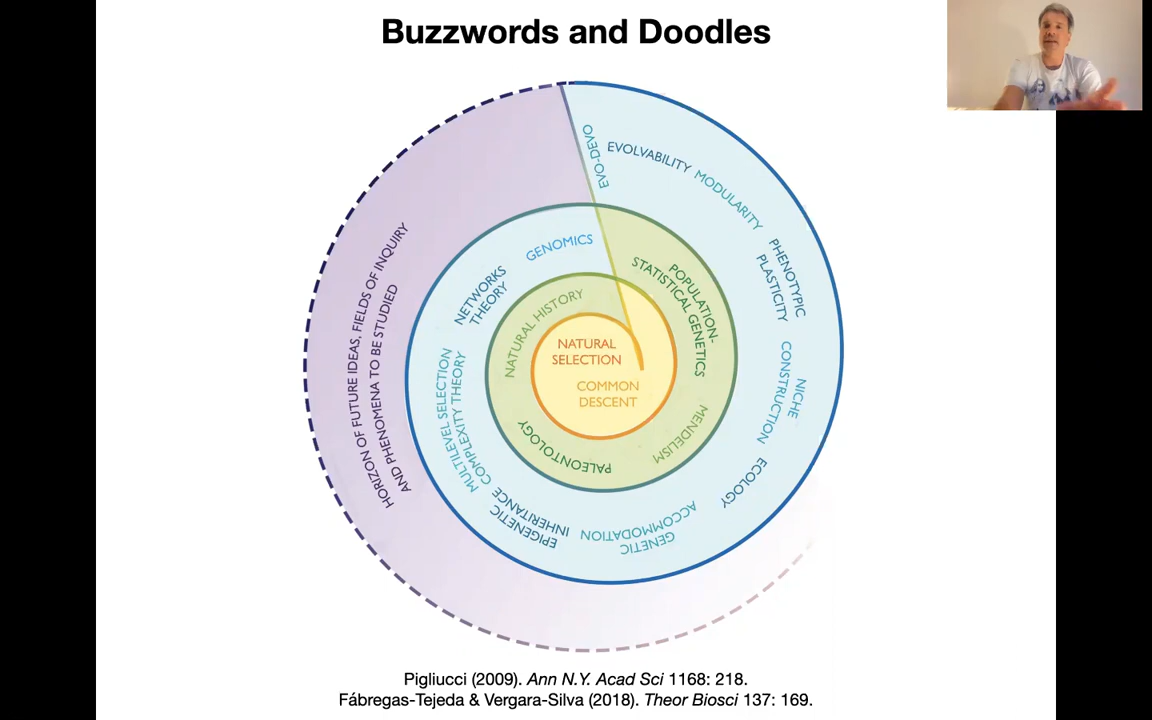 Buzzwords and Doodles
EVO-DEVO
EVOLVABILITY
MODULARITY
PHENOTYPIC
PLASTICITY
NICHE
CONSTRUCTION
ECOLOGY
GENETIC
ACCOMMODATION
EPIGENETIC
INHERITANCE
MULTILEVEL SELECTION
COMPLEXITY THEORY
NETWORKS
THEORY
GENOMICS
POPULATION-
STATISTICAL GENETICS
MENDELISM
PALEONTOLOGY
NATURAL HISTORY
NATURAL
SELECTION
COMMON
DESCENT
HORIZON OF FUTURE IDEAS, FIELDS OF INQUIRY
AND PHENOMENA TO BE STUDIED
Pigliucci (2009). Ann N.Y. Acad Sci 1168: 218.
Fábregas-Tejeda & Vergara-Silva (2018). Theor Biosci 137: 169.